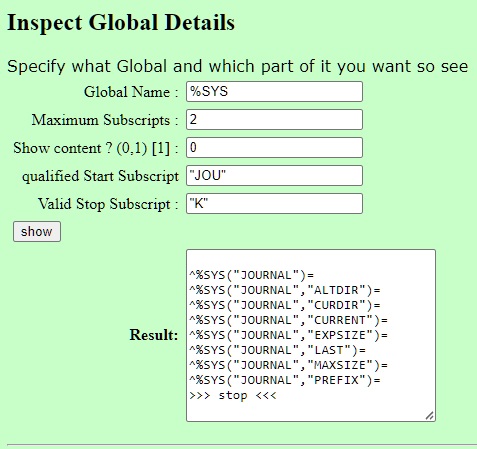 Inspect Global Details
Specify what Global and which part of it you want so see
Global Name : %SYS
Maximum Subscripts : 2
Show content ? (0,1) [1] : 0
qualified Start Subscript "JOU"
Valid Stop Subscript : "K"
show
Result:
^%SYS("JOURNAL")=
^%SYS("JOURNAL","ALTDIR")=
^%SYS("JOURNAL","CURDIR")=
^%SYS("JOURNAL","CURRENT")=
^%SYS("JOURNAL","EXPSIZE")=
^%SYS("JOURNAL","LAST")=
^%SYS("JOURNAL","MAXSIZE")=
^%SYS("JOURNAL","PREFIX")=
>>> stop <<<